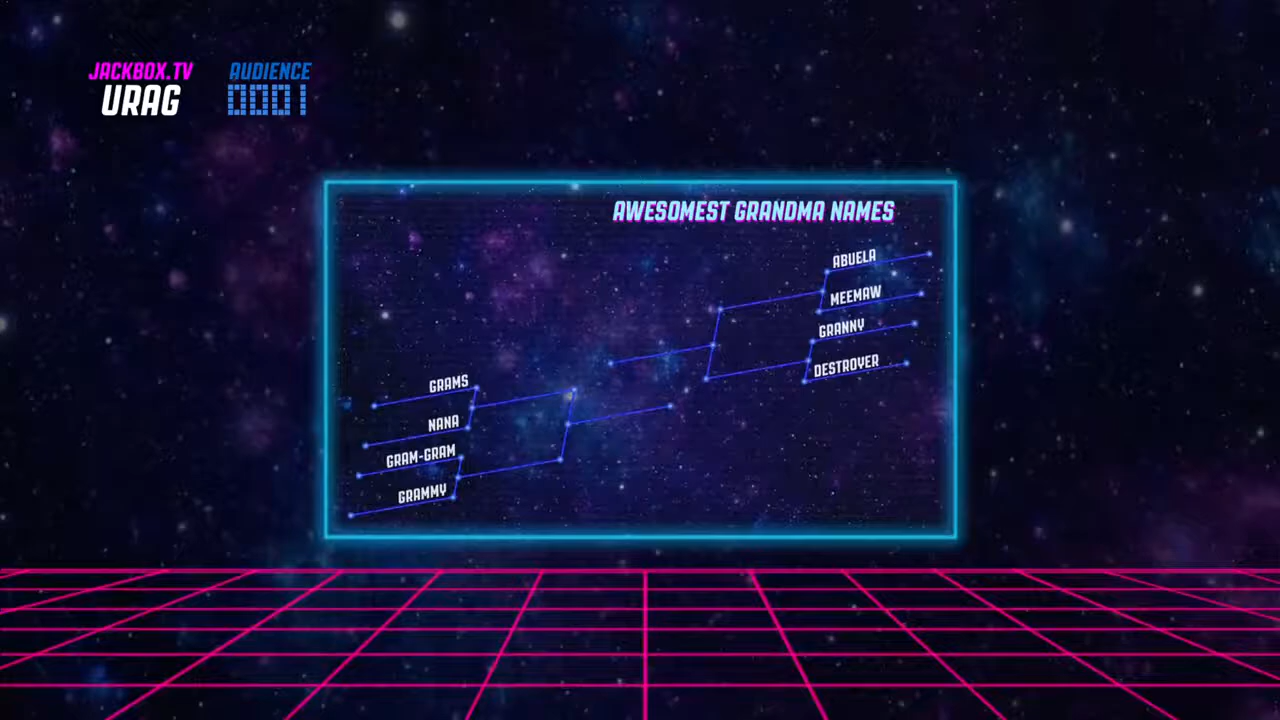 JACKBOX.TV
URAG
AUDIENCE
0001
AWESOMEST GRANDMA NAMES
GRAMS
NANA
GRAM-GRAM
GRAMMY
ABUELA
MEEMAW
GRANNY
DESTROYER